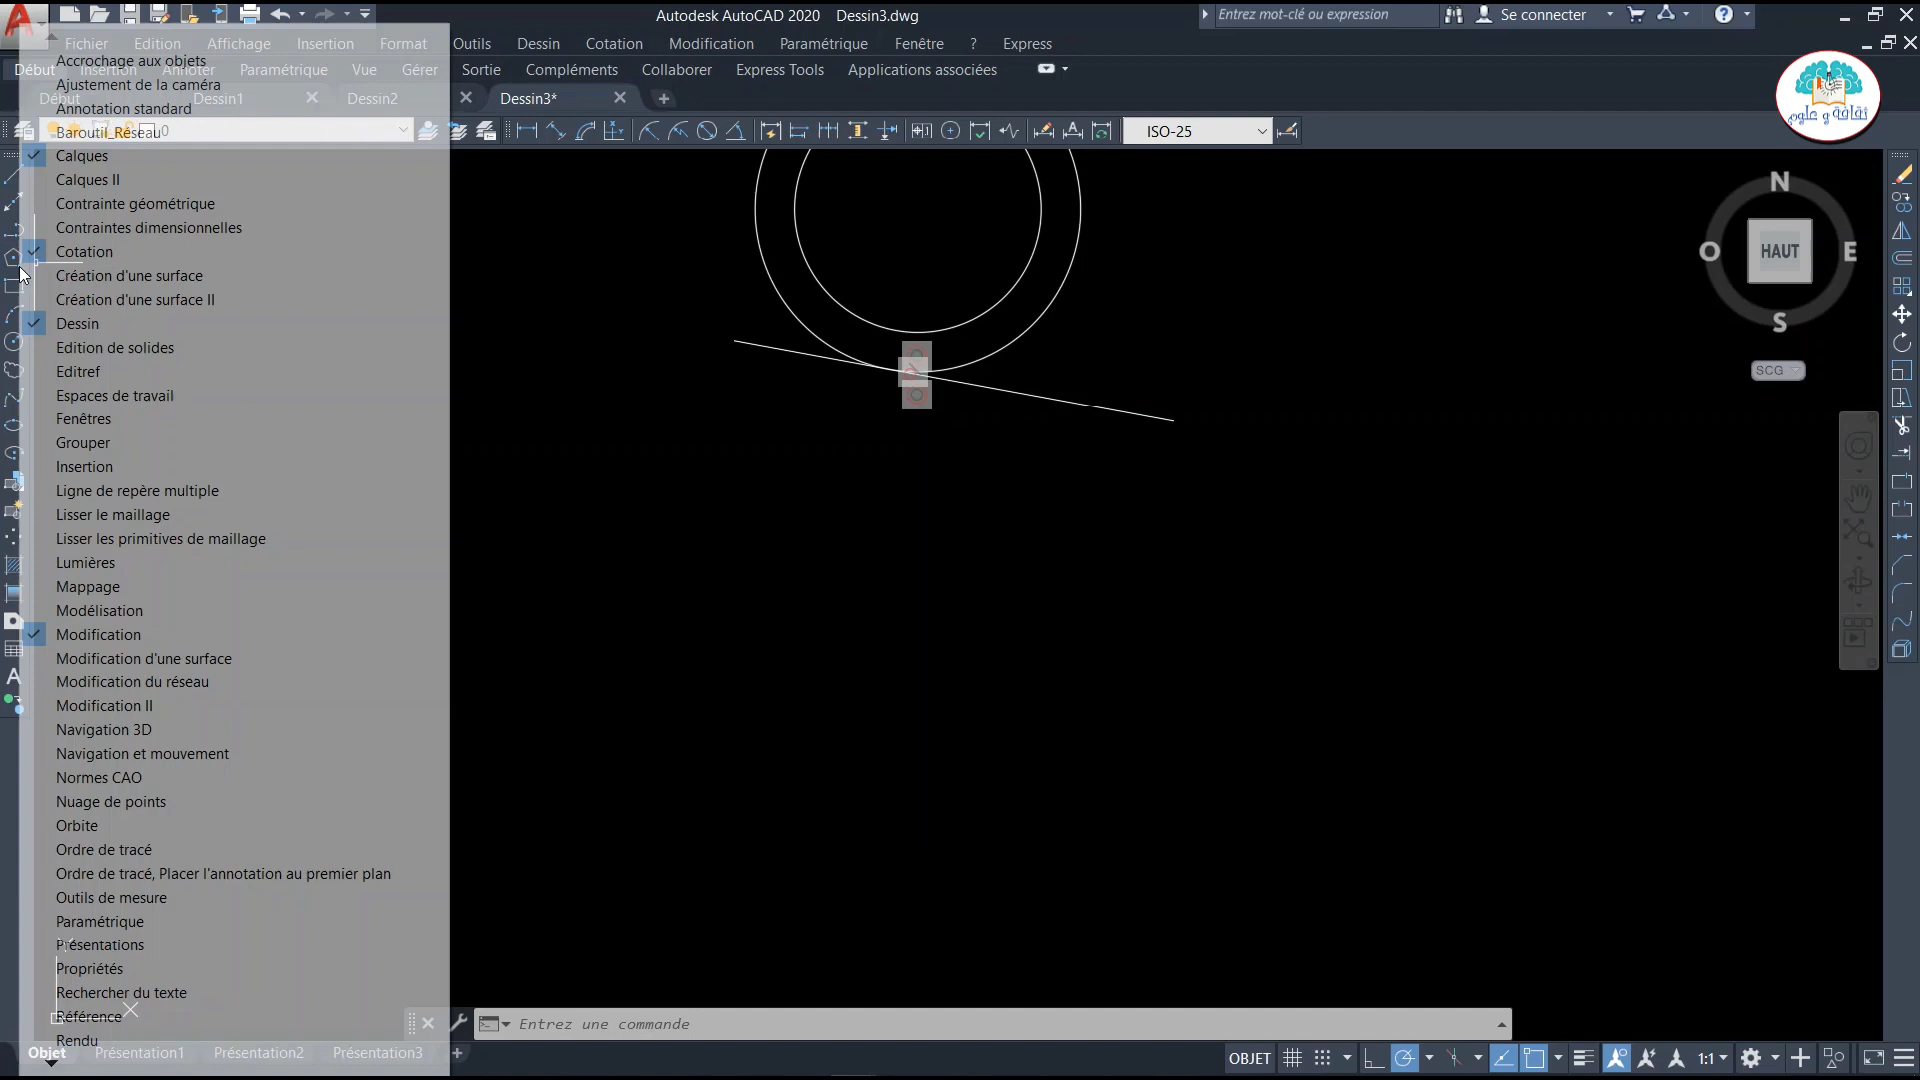 Autodesk AutoCAD 2020 Dessin3.dwg
Entrez mot-clé ou expression
Se connecter
?
Fichier Edition Affichage Insertion Format Outils Dessin Cotation Modification Paramétrique Fenêtre ? Express
Début Insertion Annoter Paramétrique Vue Gérer Sortie Compléments Collaborer Express Tools Applications associées
Début Dessin1 Dessin2 Dessin3*
0
ISO-25
ثقافة و علوم
Accrochage aux objets
Ajustement de la caméra
Annotation standard
Baroutil_Réseau
Calques
Calques II
Contrainte géométrique
Contraintes dimensionnelles
Cotation
Création d'une surface
Création d'une surface II
Dessin
Edition de solides
Editref
Espaces de travail
Fenêtres
Grouper
Insertion
Ligne de repère multiple
Lisser le maillage
Lisser les primitives de maillage
Lumières
Mappage
Modélisation
Modification
Modification d'une surface
Modification du réseau
Modification II
Navigation 3D
Navigation et mouvement
Normes CAO
Nuage de points
Orbite
Ordre de tracé
Ordre de tracé, Placer l'annotation au premier plan
Outils de mesure
Paramétrique
Présentations
Propriétés
Rechercher du texte
Référence
Rendu
A
N
O HAUT E
S
SCG
Entrez une commande
Objet Présentation1 Présentation2 Présentation3 +
OBJET
1:1